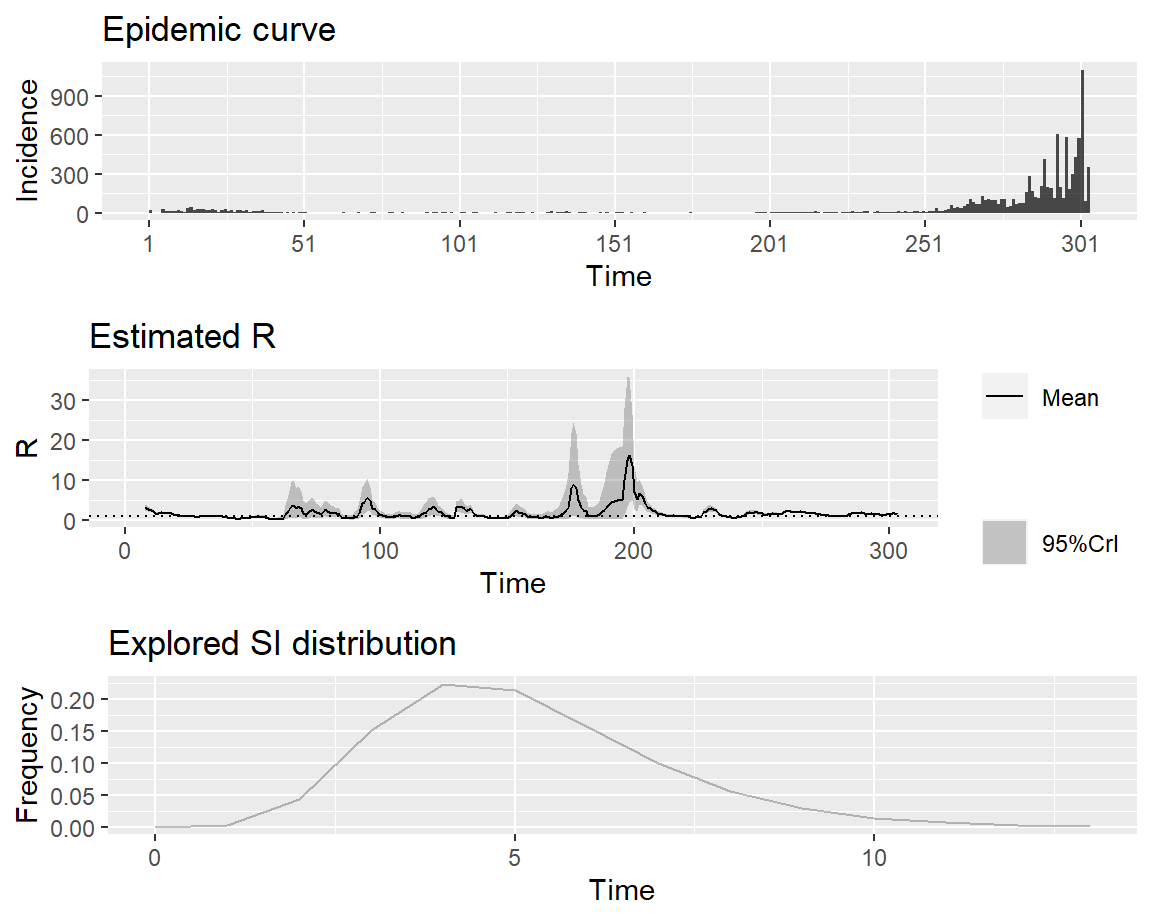 Epidemic curve
Incidence
900
600
300
0
1 51 101 151 201 251 301
Time
Estimated R
R
30
20
10
0
0 100 200 300
Time
Mean
95%CrI
Explored SI distribution
Frequency
0.20
0.15
0.10
0.05
0.00
0 5 10
Time